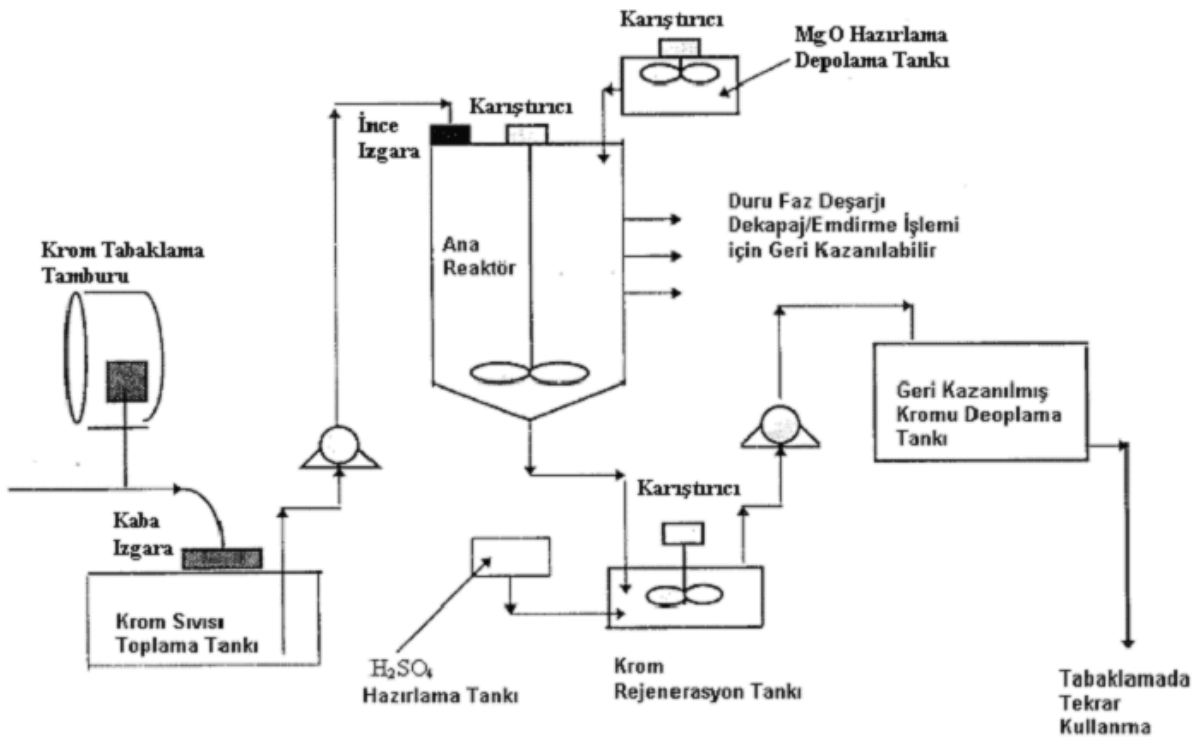 Karıştırıcı
MgO Hazırlama
Depolama Tankı
Karıştırıcı
İnce
Izgara
Duru Faz Deşarjı
Dekapaj/Emdirme İşlemi
için Geri Kazanılabilir
Ana
Reaktör
Krom Tabaklama
Tamburu
Geri Kazanılmış
Kromu Deoplama
Tankı
Karıştırıcı
Kaba
Izgara
Krom Sıvısı
Toplama Tankı
H₂SO₄
Hazırlama Tankı
Krom
Rejenerasyon Tankı
Tabaklamada
Tekrar
Kullanma